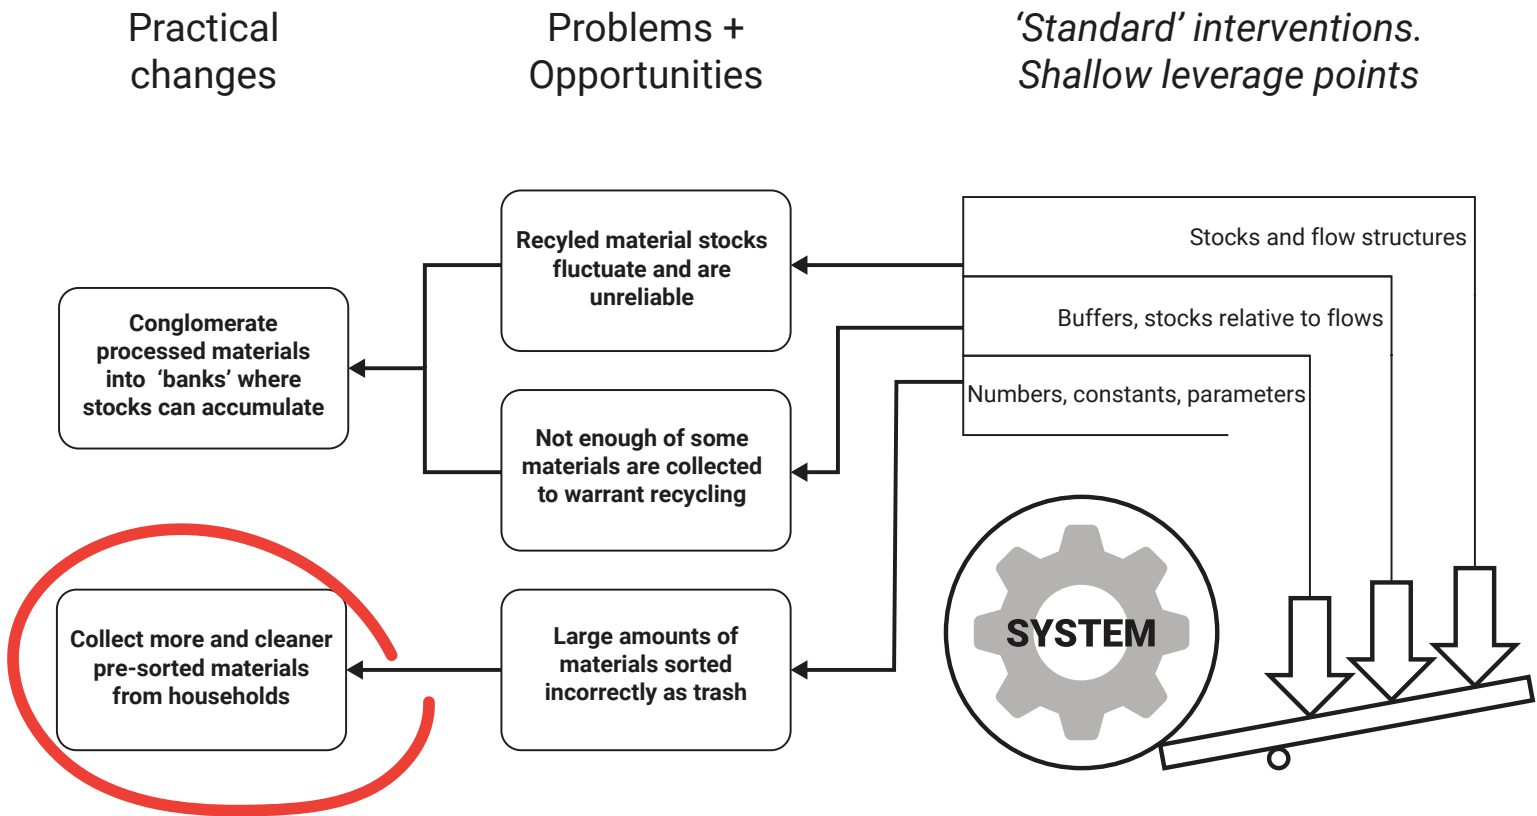 Practical
changes
Problems +
Opportunities
‘Standard’ interventions.
Shallow leverage points
Conglomerate
processed materials
into ‘banks’ where
stocks can accumulate
Collect more and cleaner
pre-sorted materials
from households
Recyled material stocks
fluctuate and are
unreliable
Not enough of some
materials are collected
to warrant recycling
Large amounts of
materials sorted
incorrectly as trash
Stocks and flow structures
Buffers, stocks relative to flows
Numbers, constants, parameters
SYSTEM